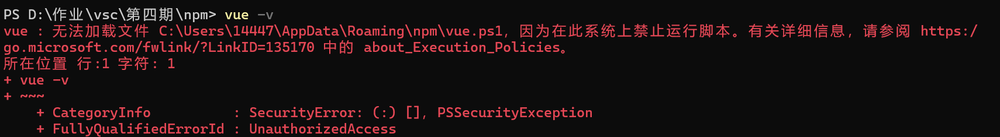 PS D:\作业\vsc\第四期\npm> vue -v
vue : 无法加载文件 C:\Users\14447\AppData\Roaming\npm\vue.ps1，因为在此系统上禁止运行脚本。有关详细信息，请参阅 https:/
go.microsoft.com/fwlink/?LinkID=135170 中的 about_Execution_Policies。
所在位置 行:1 字符: 1
+ vue -v
+ ~~~
    + CategoryInfo          : SecurityError: (:) []，PSSecurityException
    + FullyQualifiedErrorId : UnauthorizedAccess